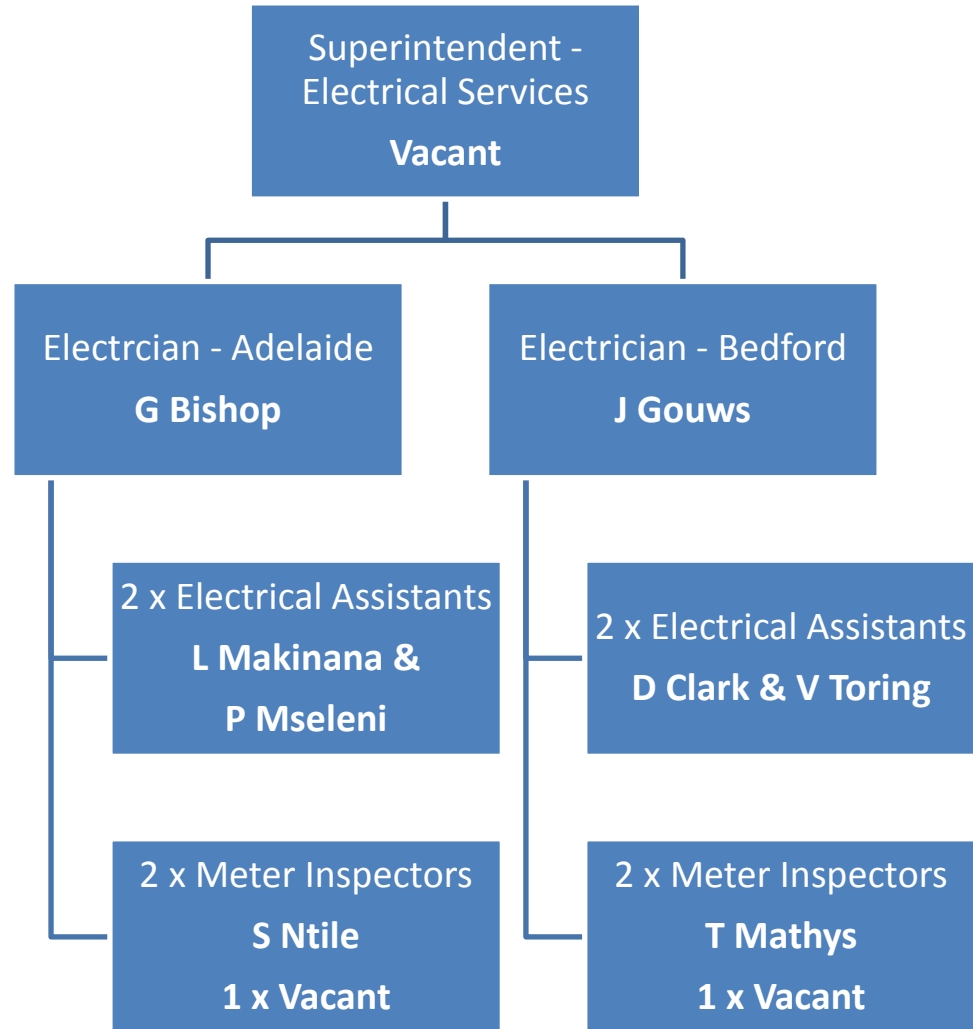 Superintendent -
Electrical Services
Vacant
Electrcian - Adelaide
G Bishop
Electrician - Bedford
J Gouws
2 x Electrical Assistants
L Makinana &
P Mseleni
2 x Electrical Assistants
D Clark & V Toring
2 x Meter Inspectors
S Ntile
1 x Vacant
2 x Meter Inspectors
T Mathys
1 x Vacant